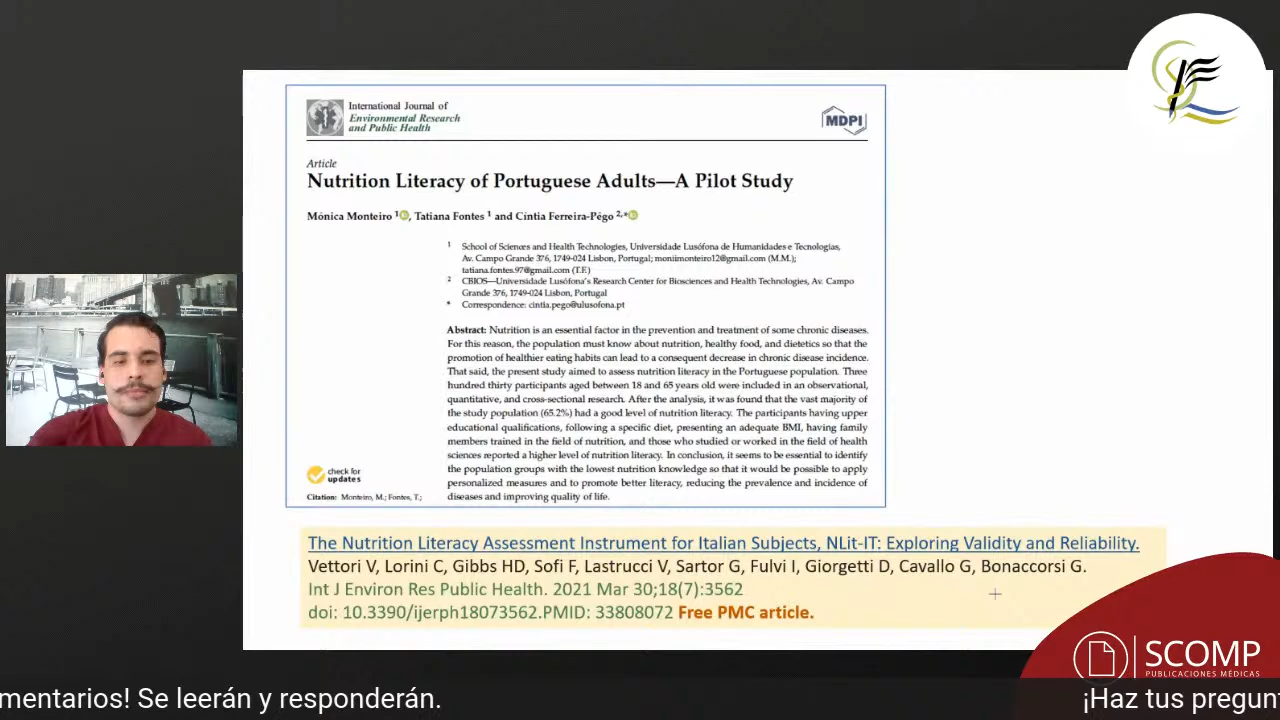 International Journal of
Environmental Research
and Public Health
MDPI
Article
Nutrition Literacy of Portuguese Adults—A Pilot Study
Mónica Monteiro 1, Tatiana Fontes 1 and Cíntia Ferreira-Pêgo 2,*
1 School of Sciences and Health Technologies, Universidade Lusófona de Humanidades e Tecnologias,
Av. Campo Grande 376, 1749-024 Lisbon, Portugal; moniimonteiro12@gmail.com (M.M.);
tatiana.fontes.97@gmail.com (T.F.)
2 CBIOS—Universidade Lusófona's Research Center for Biosciences and Health Technologies, Av. Campo
Grande 376, 1749-024 Lisbon, Portugal
* Correspondence: cintia.pego@ulusofona.pt
Abstract: Nutrition is an essential factor in the prevention and treatment of some chronic diseases.
For this reason, the population must know about nutrition, healthy food, and dietetics so that the
promotion of healthier eating habits can lead to a consequent decrease in chronic disease incidence.
That said, the present study aimed to assess nutrition literacy in the Portuguese population. Three
hundred thirty participants aged between 18 and 65 years old were included in an observational,
quantitative, and cross-sectional research. After the analysis, it was found that the vast majority of
the study population (65.2%) had a good level of nutrition literacy. The participants having upper
educational qualifications, following a specific diet, presenting an adequate BMI, having family
members trained in the field of nutrition, and those who studied or worked in the field of health
sciences reported a higher level of nutrition literacy. In conclusion, it seems to be essential to identify
the population groups with the lowest nutrition knowledge so that it would be possible to apply
personalized measures and to promote better literacy, reducing the prevalence and incidence of
diseases and improving quality of life.
check for
updates
Citation: Monteiro, M.; Fontes, T.;
The Nutrition Literacy Assessment Instrument for Italian Subjects, NLit-IT: Exploring Validity and Reliability.
Vettori V, Lorini C, Gibbs HD, Sofi F, Lastrucci V, Sartor G, Fulvi I, Giorgetti D, Cavallo G, Bonaccorsi G.
Int J Environ Res Public Health. 2021 Mar 30;18(7):3562
doi: 10.3390/ijerph18073562.PMID: 33808072 Free PMC article.
SCOMP
PUBLICACIONES MÉDICAS
mentarios! Se leerán y responderán.
¡Haz tus pregun